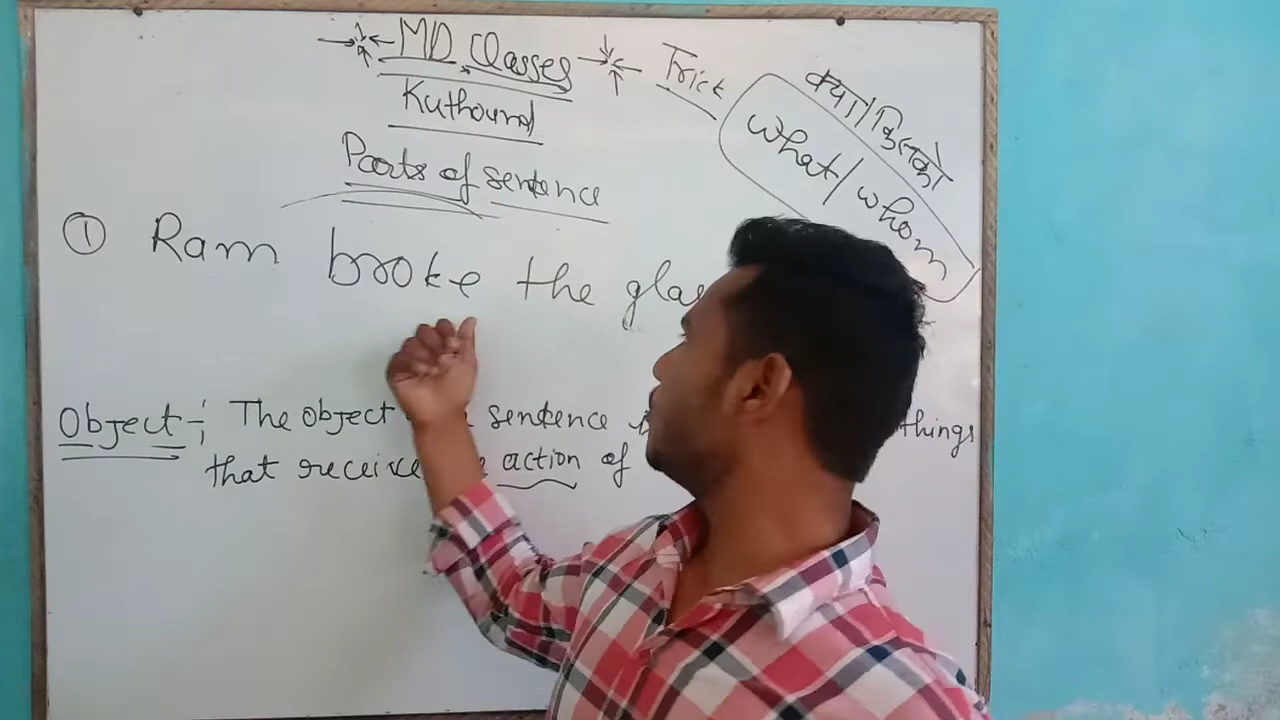 MD Classes
Trick
Kuthound
क्या/किसको
what/whom
Parts of sentence
① Ram broke the glas
Object :- The object sentence things
that receive action of